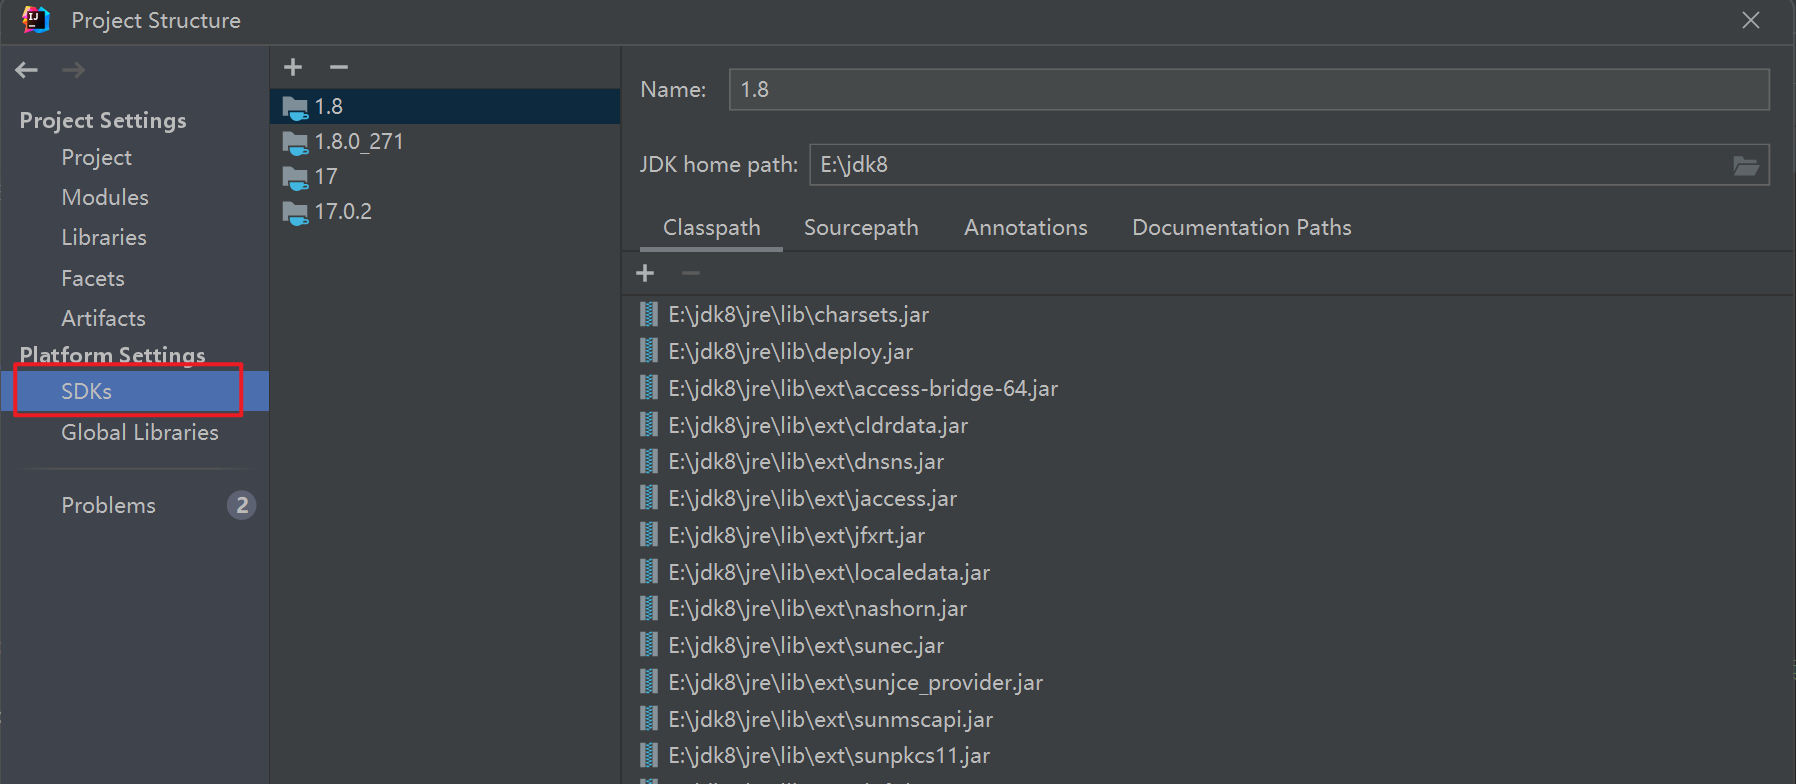 Project Structure
Project Settings
Project
Modules
Libraries
Facets
Artifacts
Platform Settings
SDKs
Global Libraries
Problems 2
1.8
1.8.0_271
17
17.0.2
Name: 1.8
JDK home path: E:\jdk8
Classpath Sourcepath Annotations Documentation Paths
E:\jdk8\jre\lib\charsets.jar
E:\jdk8\jre\lib\deploy.jar
E:\jdk8\jre\lib\ext\access-bridge-64.jar
E:\jdk8\jre\lib\ext\cldrdata.jar
E:\jdk8\jre\lib\ext\dnsns.jar
E:\jdk8\jre\lib\ext\jaccess.jar
E:\jdk8\jre\lib\ext\jfxrt.jar
E:\jdk8\jre\lib\ext\localedata.jar
E:\jdk8\jre\lib\ext\nashorn.jar
E:\jdk8\jre\lib\ext\sunec.jar
E:\jdk8\jre\lib\ext\sunjce_provider.jar
E:\jdk8\jre\lib\ext\sunmscapi.jar
E:\jdk8\jre\lib\ext\sunpkcs11.jar